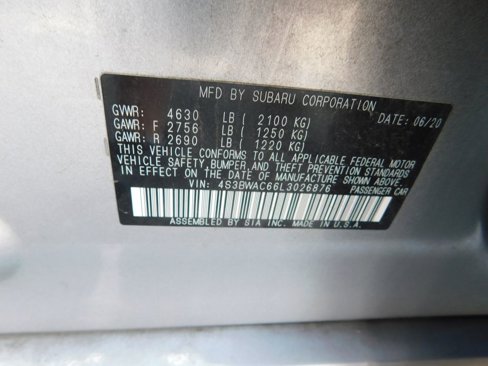 MFD BY SUBARU CORPORATION
GVWR: 4630 LB ( 2100 KG) DATE: 06/20
GAWR: F 2756 LB ( 1250 KG)
GAWR: R 2690 LB ( 1220 KG)
THIS VEHICLE CONFORMS TO ALL APPLICABLE FEDERAL MOTOR
VEHICLE SAFETY, BUMPER, AND THEFT PREVENTION STANDARDS
IN EFFECT ON THE DATE OF MANUFACTURE SHOWN ABOVE.
VIN: 4S3BWAC66L3026876 PASSENGER CAR
ASSEMBLED BY SIA INC. MADE IN U.S.A.